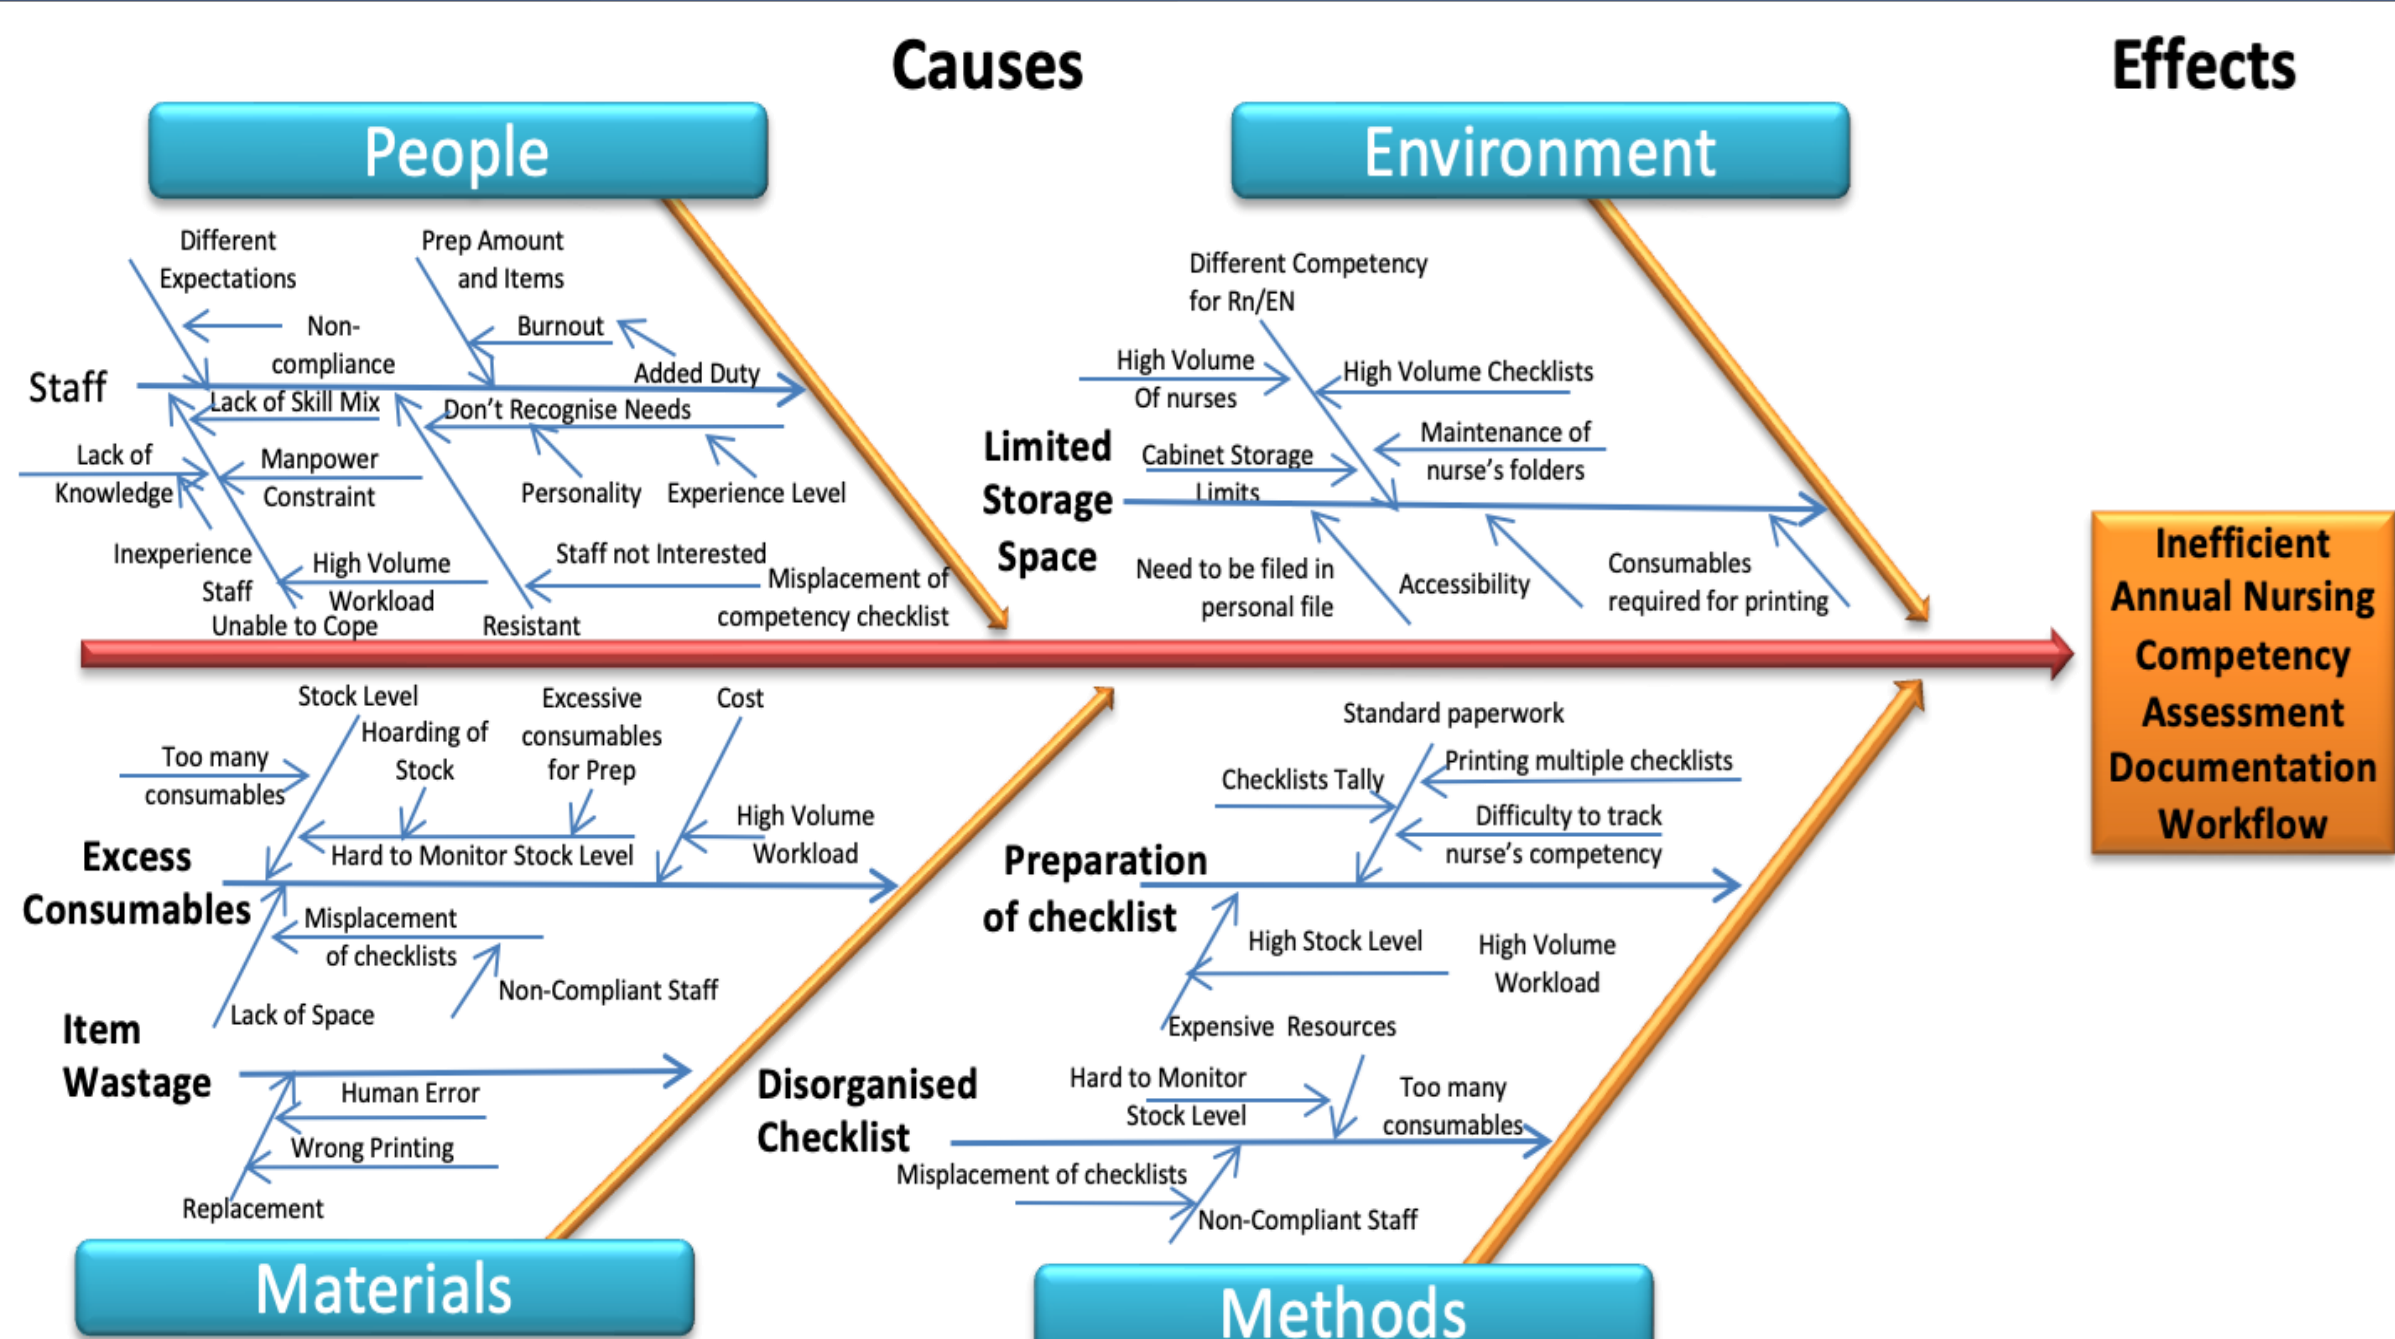 Causes
Effects
People
Environment
Different
Expectations
Prep Amount
and Items
Non-
compliance
Burnout
Added Duty
Staff
Lack of Skill Mix
Don't Recognise Needs
Lack of
Knowledge
Manpower
Constraint
Personality
Experience Level
Inexperience
Staff
High Volume
Workload
Unable to Cope
Staff not Interested
Resistant
Misplacement of
competency checklist
Different Competency
for Rn/EN
High Volume
Of nurses
High Volume Checklists
Limited
Storage
Space
Cabinet Storage
Limits
Maintenance of
nurse's folders
Need to be filed in
personal file
Accessibility
Consumables
required for printing
Inefficient
Annual Nursing
Competency
Assessment
Documentation
Workflow
Stock Level
Hoarding of
Stock
Excessive
consumables
for Prep
Cost
Too many
consumables
High Volume
Workload
Excess
Consumables
Hard to Monitor Stock Level
Misplacement
of checklists
Non-Compliant Staff
Lack of Space
Item
Wastage
Human Error
Wrong Printing
Replacement
Standard paperwork
Checklists Tally
Printing multiple checklists
Difficulty to track
nurse's competency
Preparation
of checklist
High Stock Level
High Volume
Workload
Expensive Resources
Disorganised
Checklist
Hard to Monitor
Stock Level
Too many
consumables
Misplacement of checklists
Non-Compliant Staff
Materials
Methods